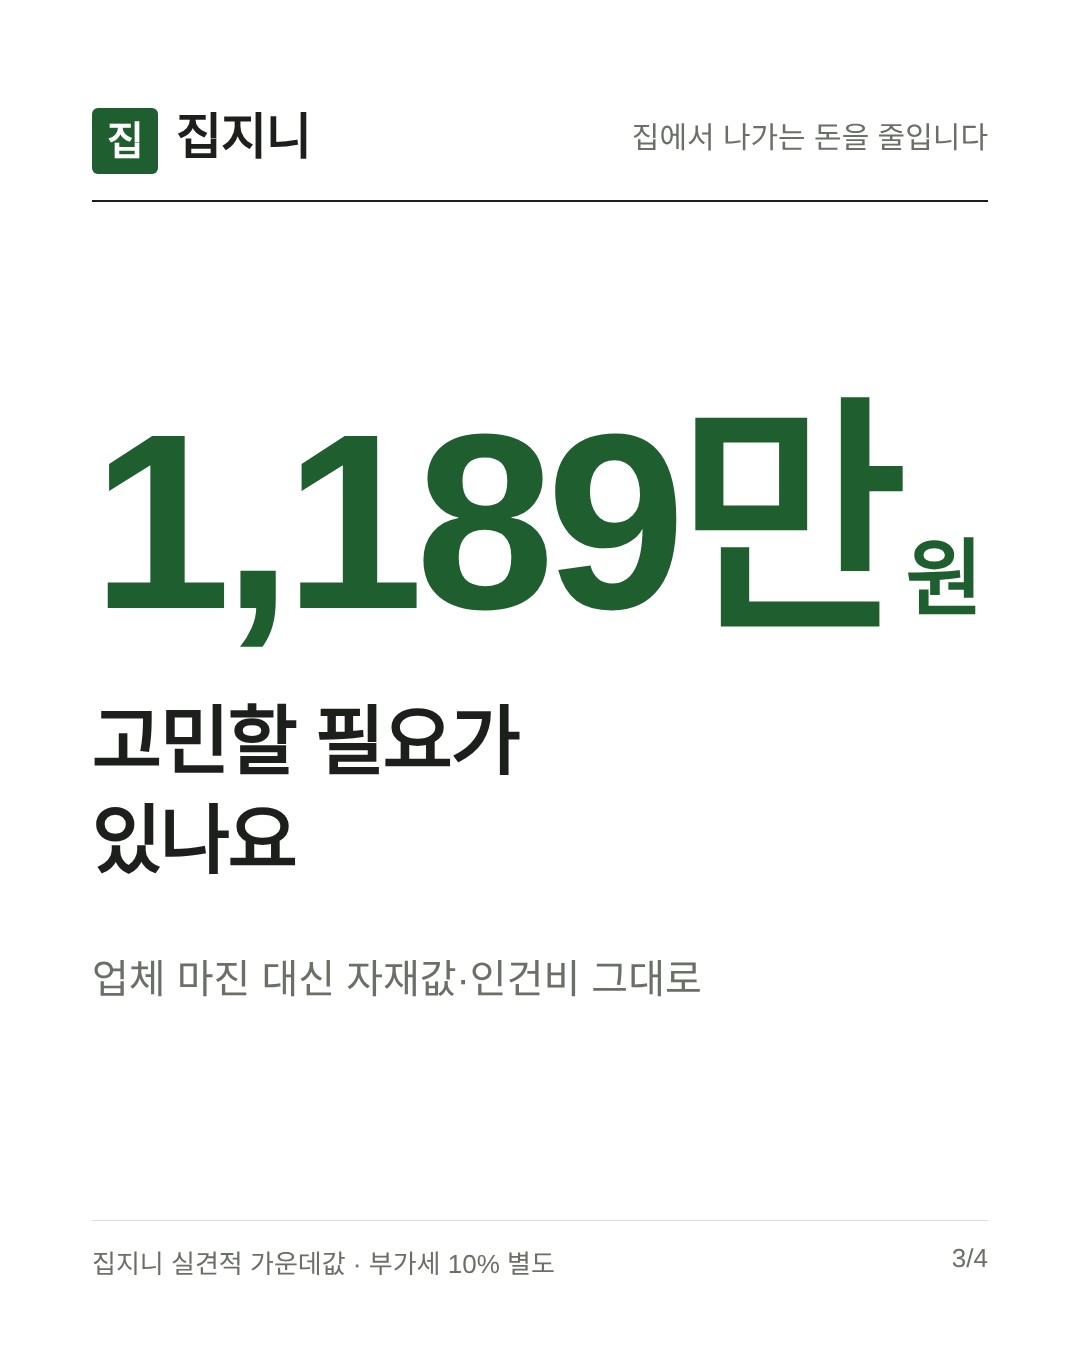 집 집지니
집에서 나가는 돈을 줄입니다
1,189만원
고민할 필요가
있나요
업체 마진 대신 자재값·인건비 그대로
집지니 실견적 가운데값 · 부가세 10% 별도
3/4